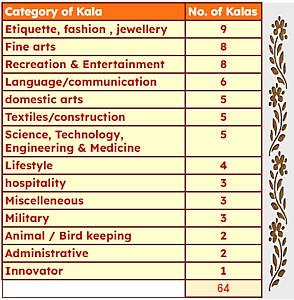 Category of Kala No. of Kalas
Etiquette, fashion , jewellery 9
Fine arts 8
Recreation & Entertainment 8
Language/communication 6
domestic arts 5
Textiles/construction 5
Science, Technology, 5
Engineering & Medicine
Lifestyle 4
hospitality 3
Miscelleneous 3
Military 3
Animal / Bird keeping 2
Administrative 2
Innovator 1
64